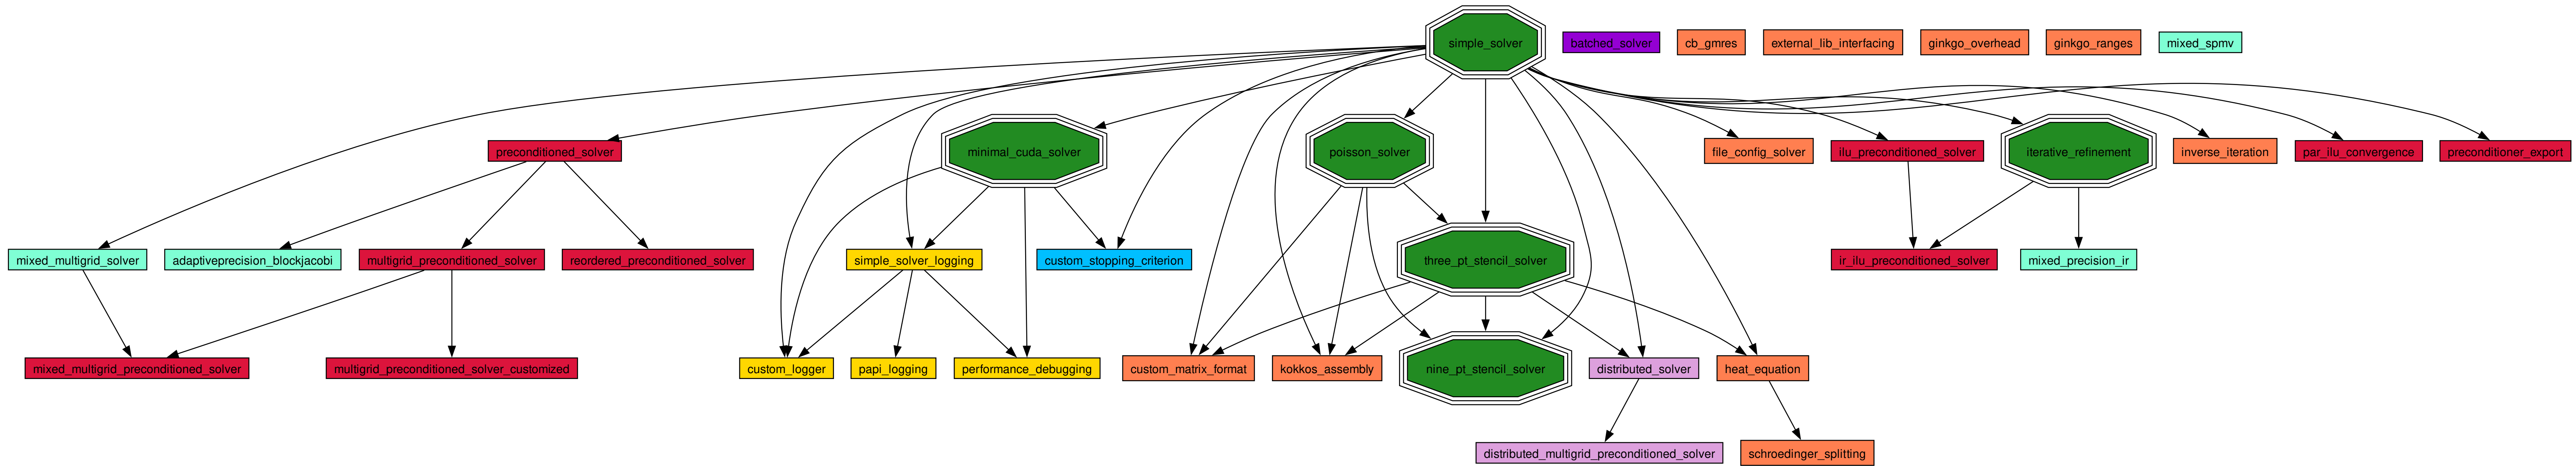 simple_solver
batched_solver
cb_gmres
external_lib_interfacing
ginkgo_overhead
ginkgo_ranges
mixed_spmv
preconditioned_solver
minimal_cuda_solver
poisson_solver
file_config_solver
ilu_preconditioned_solver
iterative_refinement
inverse_iteration
par_ilu_convergence
preconditioner_export
mixed_multigrid_solver
adaptiveprecision_blockjacobi
multigrid_preconditioned_solver
reordered_preconditioned_solver
simple_solver_logging
custom_stopping_criterion
three_pt_stencil_solver
ir_ilu_preconditioned_solver
mixed_precision_ir
mixed_multigrid_preconditioned_solver
multigrid_preconditioned_solver_customized
custom_logger
papi_logging
performance_debugging
custom_matrix_format
kokkos_assembly
nine_pt_stencil_solver
distributed_solver
heat_equation
distributed_multigrid_preconditioned_solver
schroedinger_splitting